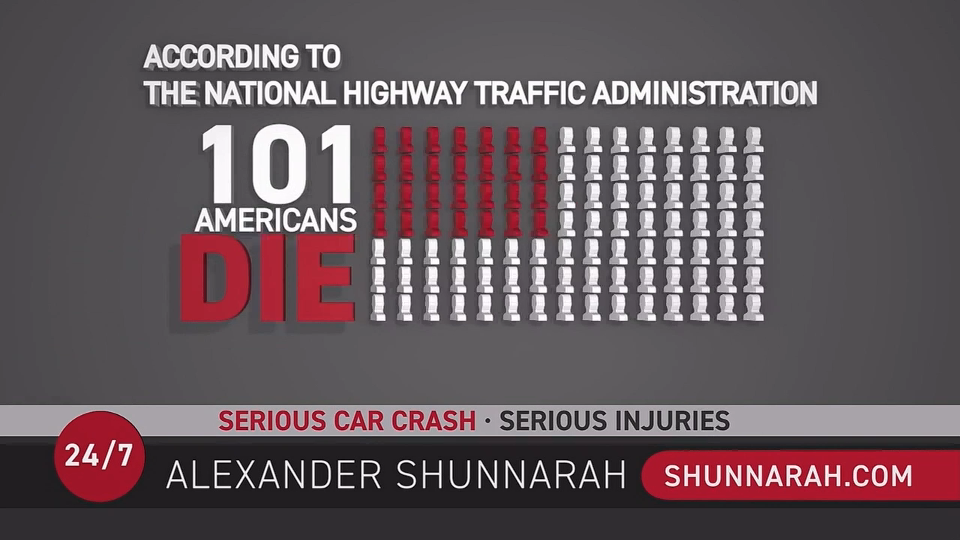 ACCORDING TO
THE NATIONAL HIGHWAY TRAFFIC ADMINISTRATION
101
AMERICANS
DIE
SERIOUS CAR CRASH · SERIOUS INJURIES
24/7
ALEXANDER SHUNNARAH
SHUNNARAH.COM